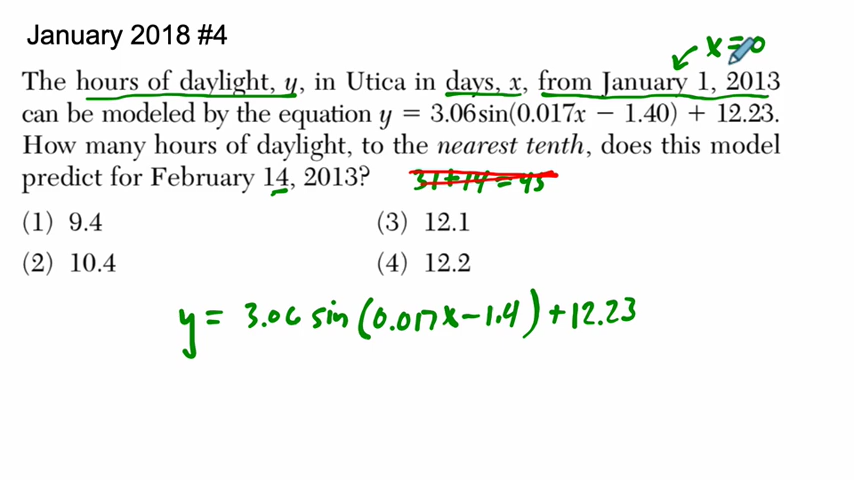 January 2018 #4
x=0
The hours of daylight, y, in Utica in days, x, from January 1, 2013
can be modeled by the equation y = 3.06sin(0.017x − 1.40) + 12.23.
How many hours of daylight, to the nearest tenth, does this model
predict for February 14, 2013? 31+14=45
(1) 9.4 (3) 12.1
(2) 10.4 (4) 12.2
y = 3.06 sin(0.017x−1.4)+12.23